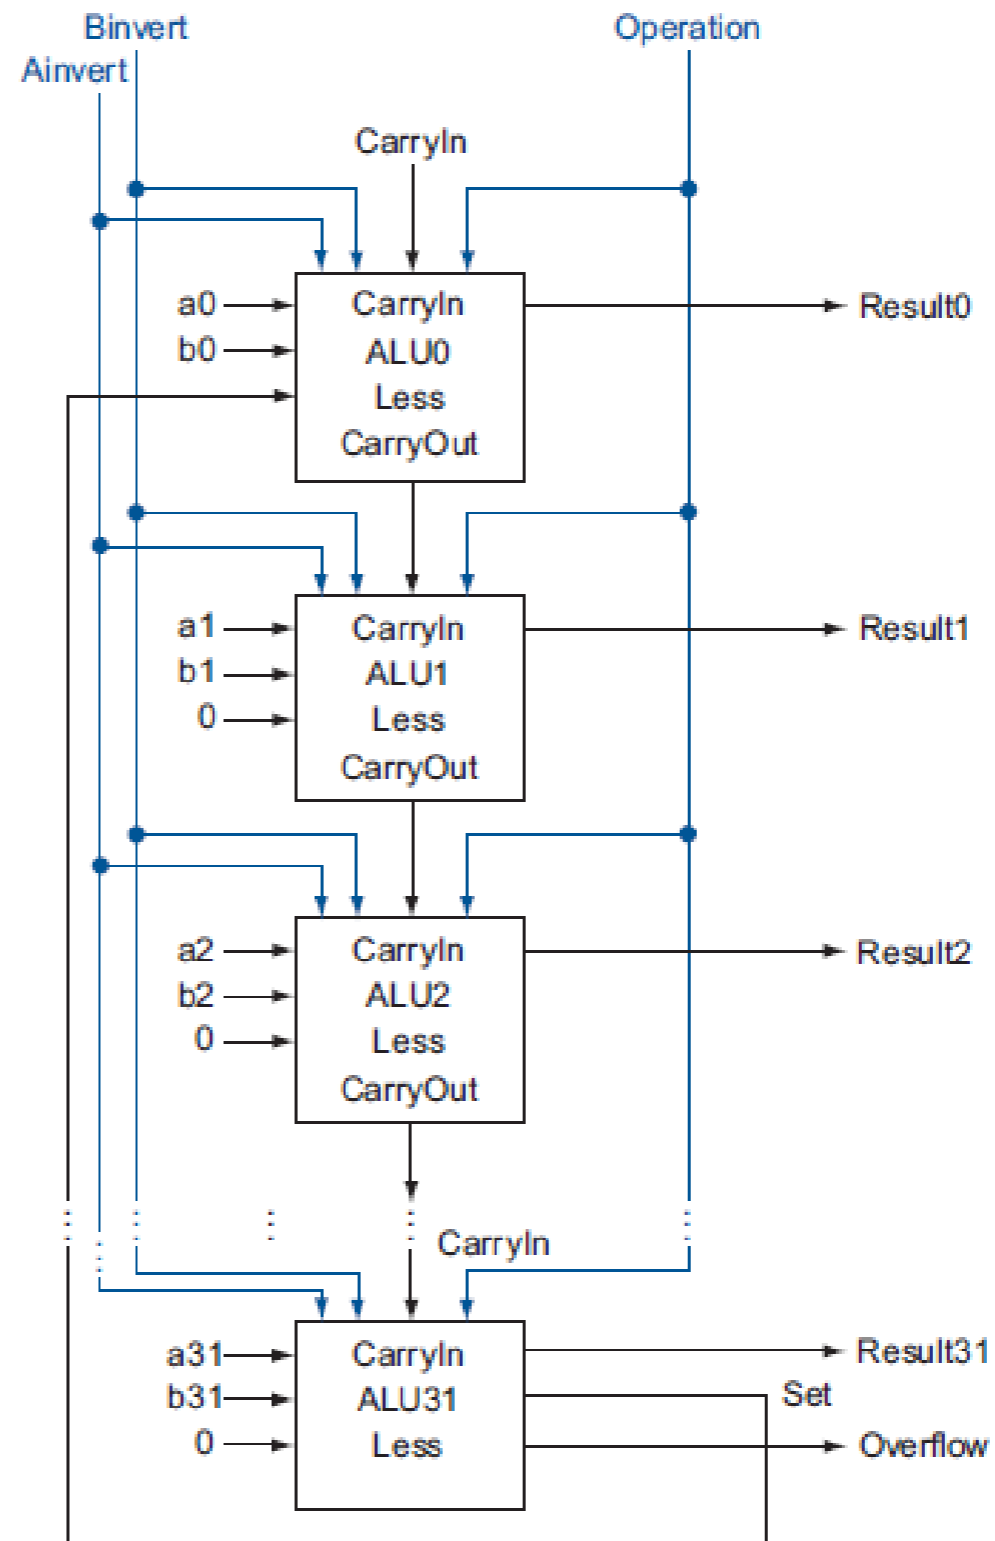 Binvert
Operation
Ainvert
CarryIn
a0
CarryIn
Result0
b0
ALU0
Less
CarryOut
a1
CarryIn
Result1
b1
ALU1
0
Less
CarryOut
a2
CarryIn
Result2
b2
ALU2
0
Less
CarryOut
CarryIn
a31
CarryIn
Result31
b31
ALU31
Set
0
Less
Overflow